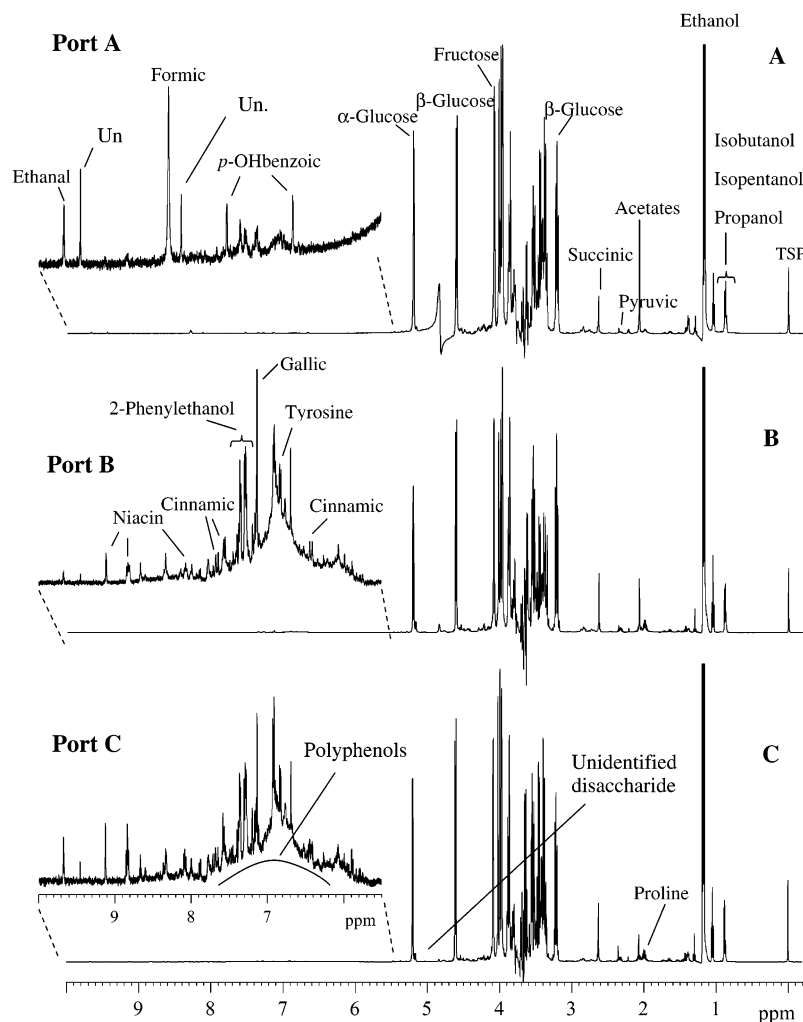 Port A
Ethanol
A
Fructose
Formic
β-Glucose
α-Glucose
β-Glucose
Un.
Un
p-OHbenzoic
Ethanal
Isobutanol
Isopentanol
Propanol
Acetates
Succinic
Pyruvic
TSP
Gallic
2-Phenylethanol
Tyrosine
B
Port B
Cinnamic
Cinnamic
Niacin
Port C
Polyphenols
C
Unidentified
disaccharide
Proline
9 8 7 ppm
9 8 7 6 5 4 3 2 1 ppm